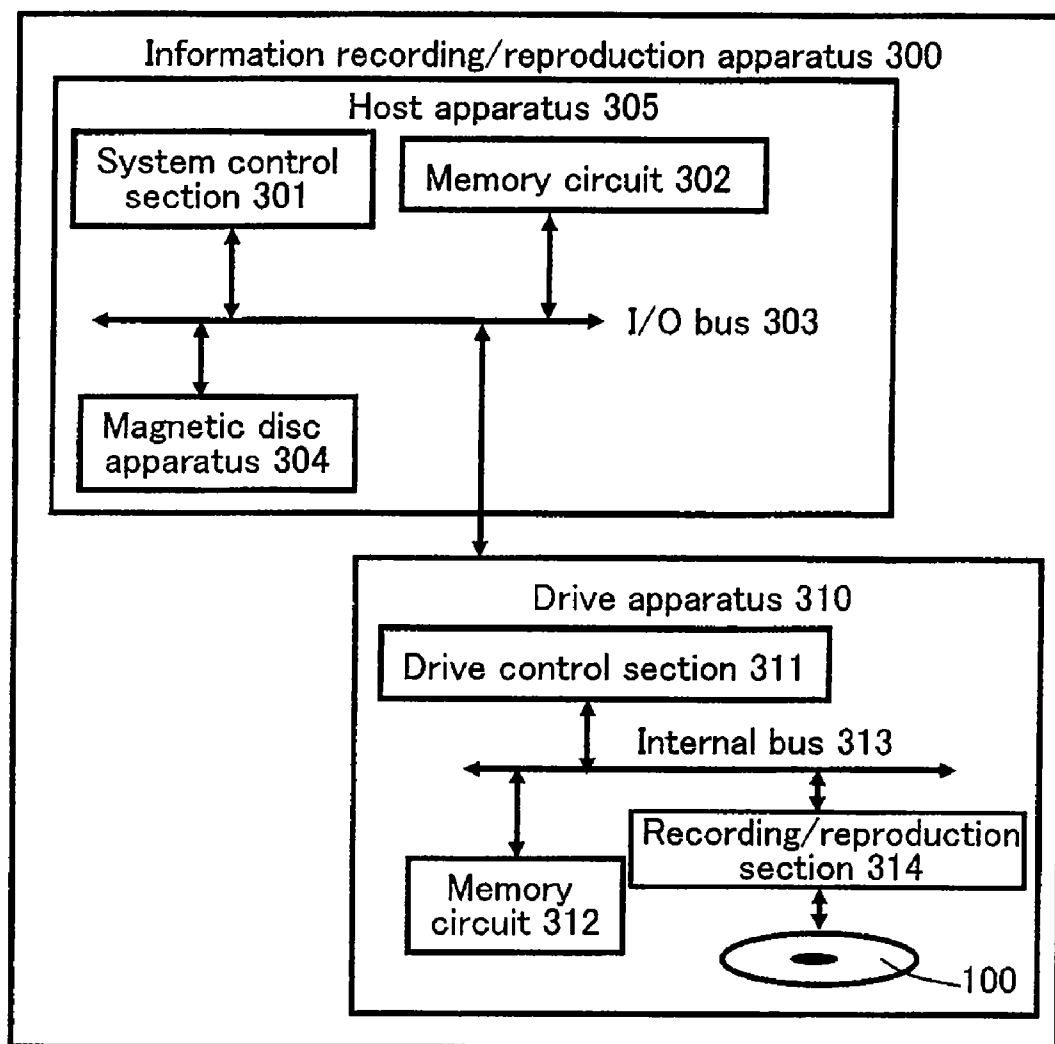 Information recording/reproduction apparatus 300
Host apparatus 305
System control
section 301
Memory circuit 302
I/O bus 303
Magnetic disc
apparatus 304
Drive apparatus 310
Drive control section 311
Internal bus 313
Recording/reproduction
section 314
Memory
circuit 312
100